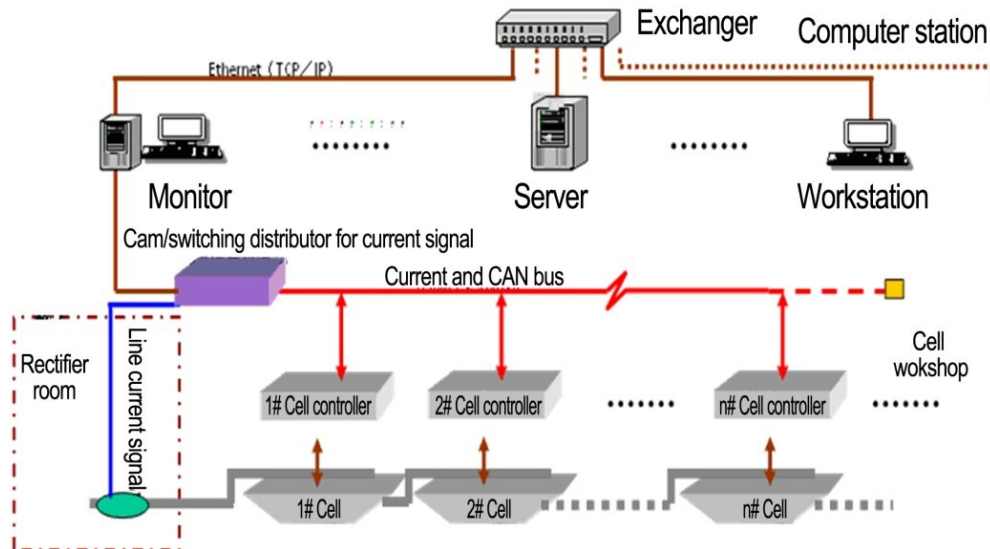 Exchanger
Computer station
Ethernet (TCP/IP)
Monitor
Server
Workstation
Cam/switching distributor for current signal
Current and CAN bus
Rectifier
room
Line current signal
Cell
wokshop
1# Cell controller
2# Cell controller
n# Cell controller
1# Cell
2# Cell
n# Cell